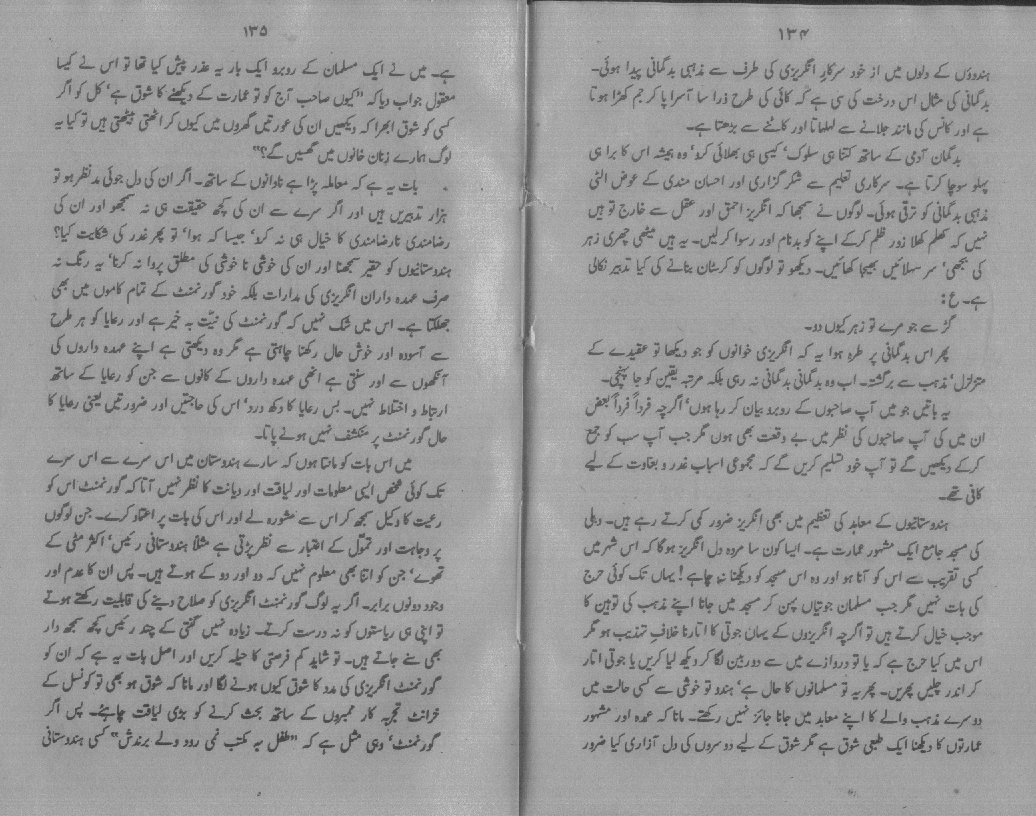 ۱۳۴
ہندوؤں کے دلوں میں از خود سرکارِ انگریزی کی طرف سے مذہبی بدگمانی پیدا ہوئی۔
بدگمانی کی مثال اس درخت کی سی ہے کہ کائی کی طرح ذرا سا آسرا پا کر جم کھڑا ہوتا
ہے اور کانس کی مانند جلانے سے لہلہاتا اور کاٹنے سے بڑھتا ہے۔
بدگمان آدمی کے ساتھ کتنا ہی سلوک‘ کیسی ہی بھلائی کرو‘ وہ ہمیشہ اس کا برا ہی
پہلو سوچا کرتا ہے۔ سرکاری تعلیم سے شکر گزاری اور احسان مندی کے عوض الٹی
مذہبی بدگمانی کو ترقی ہوئی۔ لوگوں نے سمجھا کہ انگریز احمق اور عقل سے خارج تو ہیں
نہیں کہ کھلم کھلا زور ظلم کرکے اپنے کو بدنام اور رسوا کر لیں۔ یہ ہیں میٹھی چھری زہر
کی بجھی‘ سر سہلائیں بھیجا کھائیں۔ دیکھو تو لوگوں کو کرسٹان بنانے کی کیا تدبیر نکالی
ہے۔ ع:
گڑ سے جو مرے تو زہر کیوں دو۔
پھر اس بدگمانی پر طرہ ہوا یہ کہ انگریزی خوانوں کو جو دیکھا تو عقیدے کے
متزلزل‘ مذہب سے برگشتہ۔ اب وہ بدگمانی بدگمانی نہ رہی بلکہ مرتبہ یقین کو جا پہنچی۔
یہ باتیں جو میں آپ صاحبوں کے روبرو بیان کر رہا ہوں‘ اگرچہ فرداً فرداً بعض
ان میں کی آپ صاحبوں کی نظر میں بے وقعت بھی ہوں مگر جب آپ سب کو جمع
کرکے دیکھیں گے تو آپ خود تسلیم کریں گے کہ مجموعی اسباب غدر و بغاوت کے لیے
کافی تھے۔
ہندوستانیوں کے معابد کی تعظیم میں بھی انگریز ضرور کمی کرتے رہے ہیں۔ دہلی
کی مسجد جامع ایک مشہور عمارت ہے۔ ایسا کون سا مردہ دل انگریز ہوگا کہ اس شہر میں
کسی تقریب سے اس کو آنا ہو اور وہ اس مسجد کو دیکھنا نہ چاہے! یہاں تک کوئی حرج
کی بات نہیں مگر جب مسلمان جوتیاں پہن کر مسجد میں جانا اپنے مذہب کی توہین کا
موجب خیال کرتے ہیں تو اگرچہ انگریزوں کے یہاں جوتی کا اتارنا خلافِ تہذیب ہو مگر
اس میں کیا حرج ہے کہ یا تو دروازے میں سے دوربین لگا کر دیکھ لیا کریں یا جوتی اتار
کر اندر چلیں پھریں۔ پھر یہ تو مسلمانوں کا حال ہے‘ ہندو تو خوشی سے کسی حالت میں
دوسرے مذہب والے کا اپنے معابد میں جانا جائز نہیں رکھتے۔ مانا کہ عمدہ اور مشہور
عمارتوں کا دیکھنا ایک طبعی شوق ہے مگر شوق کے لیے دوسروں کی دل آزاری کیا ضرور
۱۳۵
ہے۔ میں نے ایک مسلمان کے روبرو ایک بار یہ عذر پیش کیا تھا تو اس نے کیسا
معقول جواب دیا کہ ”کیوں صاحب آج کو تو عمارت کے دیکھنے کا شوق ہے‘ کل کو اگر
کسی کو شوق ابھرا کہ دیکھیں ان کی عورتیں گھروں میں کیوں کر اٹھتی بیٹھتی ہیں تو کیا یہ
لوگ ہمارے زنان خانوں میں گھسیں گے؟“
بات یہ ہے کہ معاملہ پڑا ہے نادانوں کے ساتھ۔ اگر ان کی دل جوئی مدنظر ہو تو
ہزار تدبیریں ہیں اور اگر سرے سے ان کی کچھ حقیقت ہی نہ سمجھو اور ان کی
رضامندی نارضامندی کا خیال ہی نہ کرو‘ جیسا کہ ہوا‘ تو پھر غدر کی شکایت کیا؟
ہندوستانیوں کو حقیر سمجھنا اور ان کی خوشی نا خوشی کی مطلق پروا نہ کرنا‘ یہ رنگ نہ
صرف عہدہ داران انگریزی کی مدارات بلکہ خود گورنمنٹ کے تمام کاموں میں بھی
جھلکتا ہے۔ اس میں شک نہیں کہ گورنمنٹ کی نیّت بہ خیر ہے اور رعایا کو ہر طرح
سے آسودہ اور خوش حال رکھنا چاہتی ہے مگر وہ دیکھتی ہے اپنے عہدہ داروں کی
آنکھوں سے اور سنتی ہے انھی عہدہ داروں کے کانوں سے جن کو رعایا کے ساتھ
ارتباط و اختلاط نہیں۔ بس رعایا کا دکھ درد‘ اس کی حاجتیں اور ضرورتیں یعنی رعایا کا
حال گورنمنٹ پر منکشف نہیں ہونے پاتا۔
میں اس بات کو مانتا ہوں کہ سارے ہندوستان میں اس سرے سے اس سرے
تک کوئی شخص ایسی معلومات اور لیاقت اور دیانت کا نظر نہیں آتا کہ گورنمنٹ اس کو
رعیت کا وکیل سمجھ کر اس سے مشورہ لے اور اس کی بات پر اعتماد کرے۔ جن لوگوں
پر وجاہت اور تموّل کے اعتبار سے نظر پڑتی ہے مثلاً ہندوستانی رئیس‘ اکثر مٹی کے
تھوے‘ جن کو اتنا بھی معلوم نہیں کہ دو اور دو کے ہوتے ہیں۔ پس ان کا عدم اور
وجود دونوں برابر۔ اگر یہ لوگ گورنمنٹ انگریزی کو صلاح دینے کی قابلیت رکھتے ہوتے
تو اپنی ہی ریاستوں کو نہ درست کرتے۔ زیادہ نہیں گنتی کے چند رئیس کچھ سمجھ دار
بھی سنے جاتے ہیں۔ تو شاید کم فرصتی کا حیلہ کریں اور اصل بات یہ ہے کہ ان کو
گورنمنٹ انگریزی کی مدد کا شوق کیوں ہونے لگا اور مانا کہ شوق ہو بھی تو کونسل کے
خرانٹ تجربہ کار ممبروں کے ساتھ بحث کرنے کو بڑی لیاقت چاہئے۔ پس اگر
گورنمنٹ‘ وہی مثل ہے کہ ”طفل بہ مکتب نمی رود ولے برندش“ کسی ہندوستانی